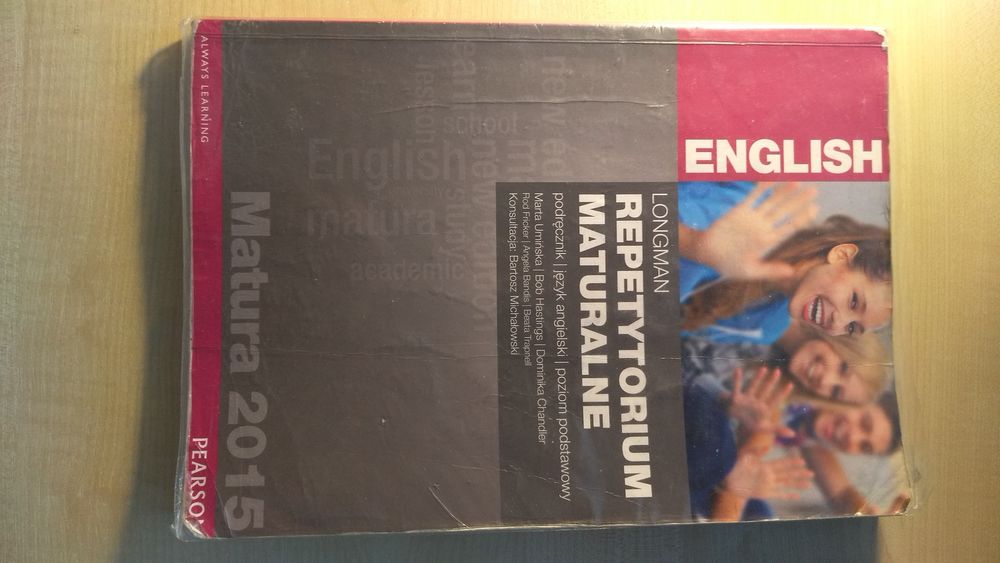 ENGLISH
LONGMAN
REPETYTORIUM
MATURALNE
podręcznik | język angielski | poziom podstawowy
Marta Umińska | Bob Hastings | Dominika Chandler
Rod Fricker | Angela Bandis | Beata Trapnell
Konsultacja: Bartosz Michałowski
school
English
matura
academic
Matura 2015
ALWAYS LEARNING
PEARSON